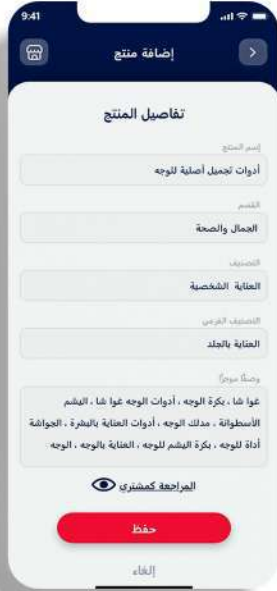 9:41
إضافة منتج
تفاصيل المنتج
إسم المنتج
أدوات تجميل أصلية للوجه
القسم
الجمال والصحة
التصنيف
العناية الشخصية
التصنيف الفرعي
العناية بالجلد
وصفًا موجزًا
غوا شا ، بكرة الوجه ، أدوات الوجه غوا شا ، اليشم
الأسطوانة ، مدلك الوجه ، أدوات العناية بالبشرة ، الجواشة
أداة للوجه ، بكرة اليشم للوجه ، العناية بالوجه ، الوجه
المراجعة كمشتري
حفظ
إلغاء